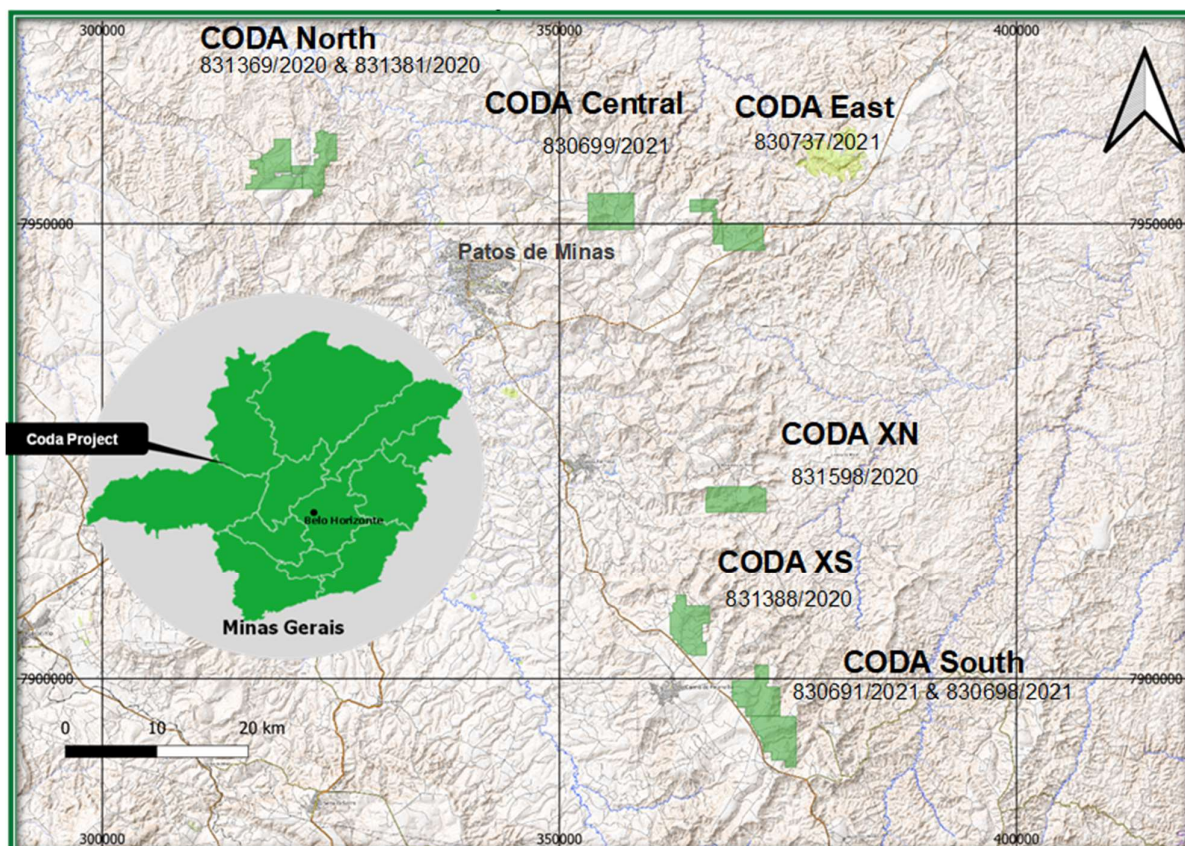 300000
350000
400000
CODA North
831369/2020 & 831381/2020
CODA Central
830699/2021
CODA East
830737/2021
7950000
7950000
Patos de Minas
Coda Project
Belo Horizonte
Minas Gerais
CODA XN
831598/2020
CODA XS
831388/2020
CODA South
830691/2021 & 830698/2021
7900000
7900000
0 10 20 km
300000
350000
400000